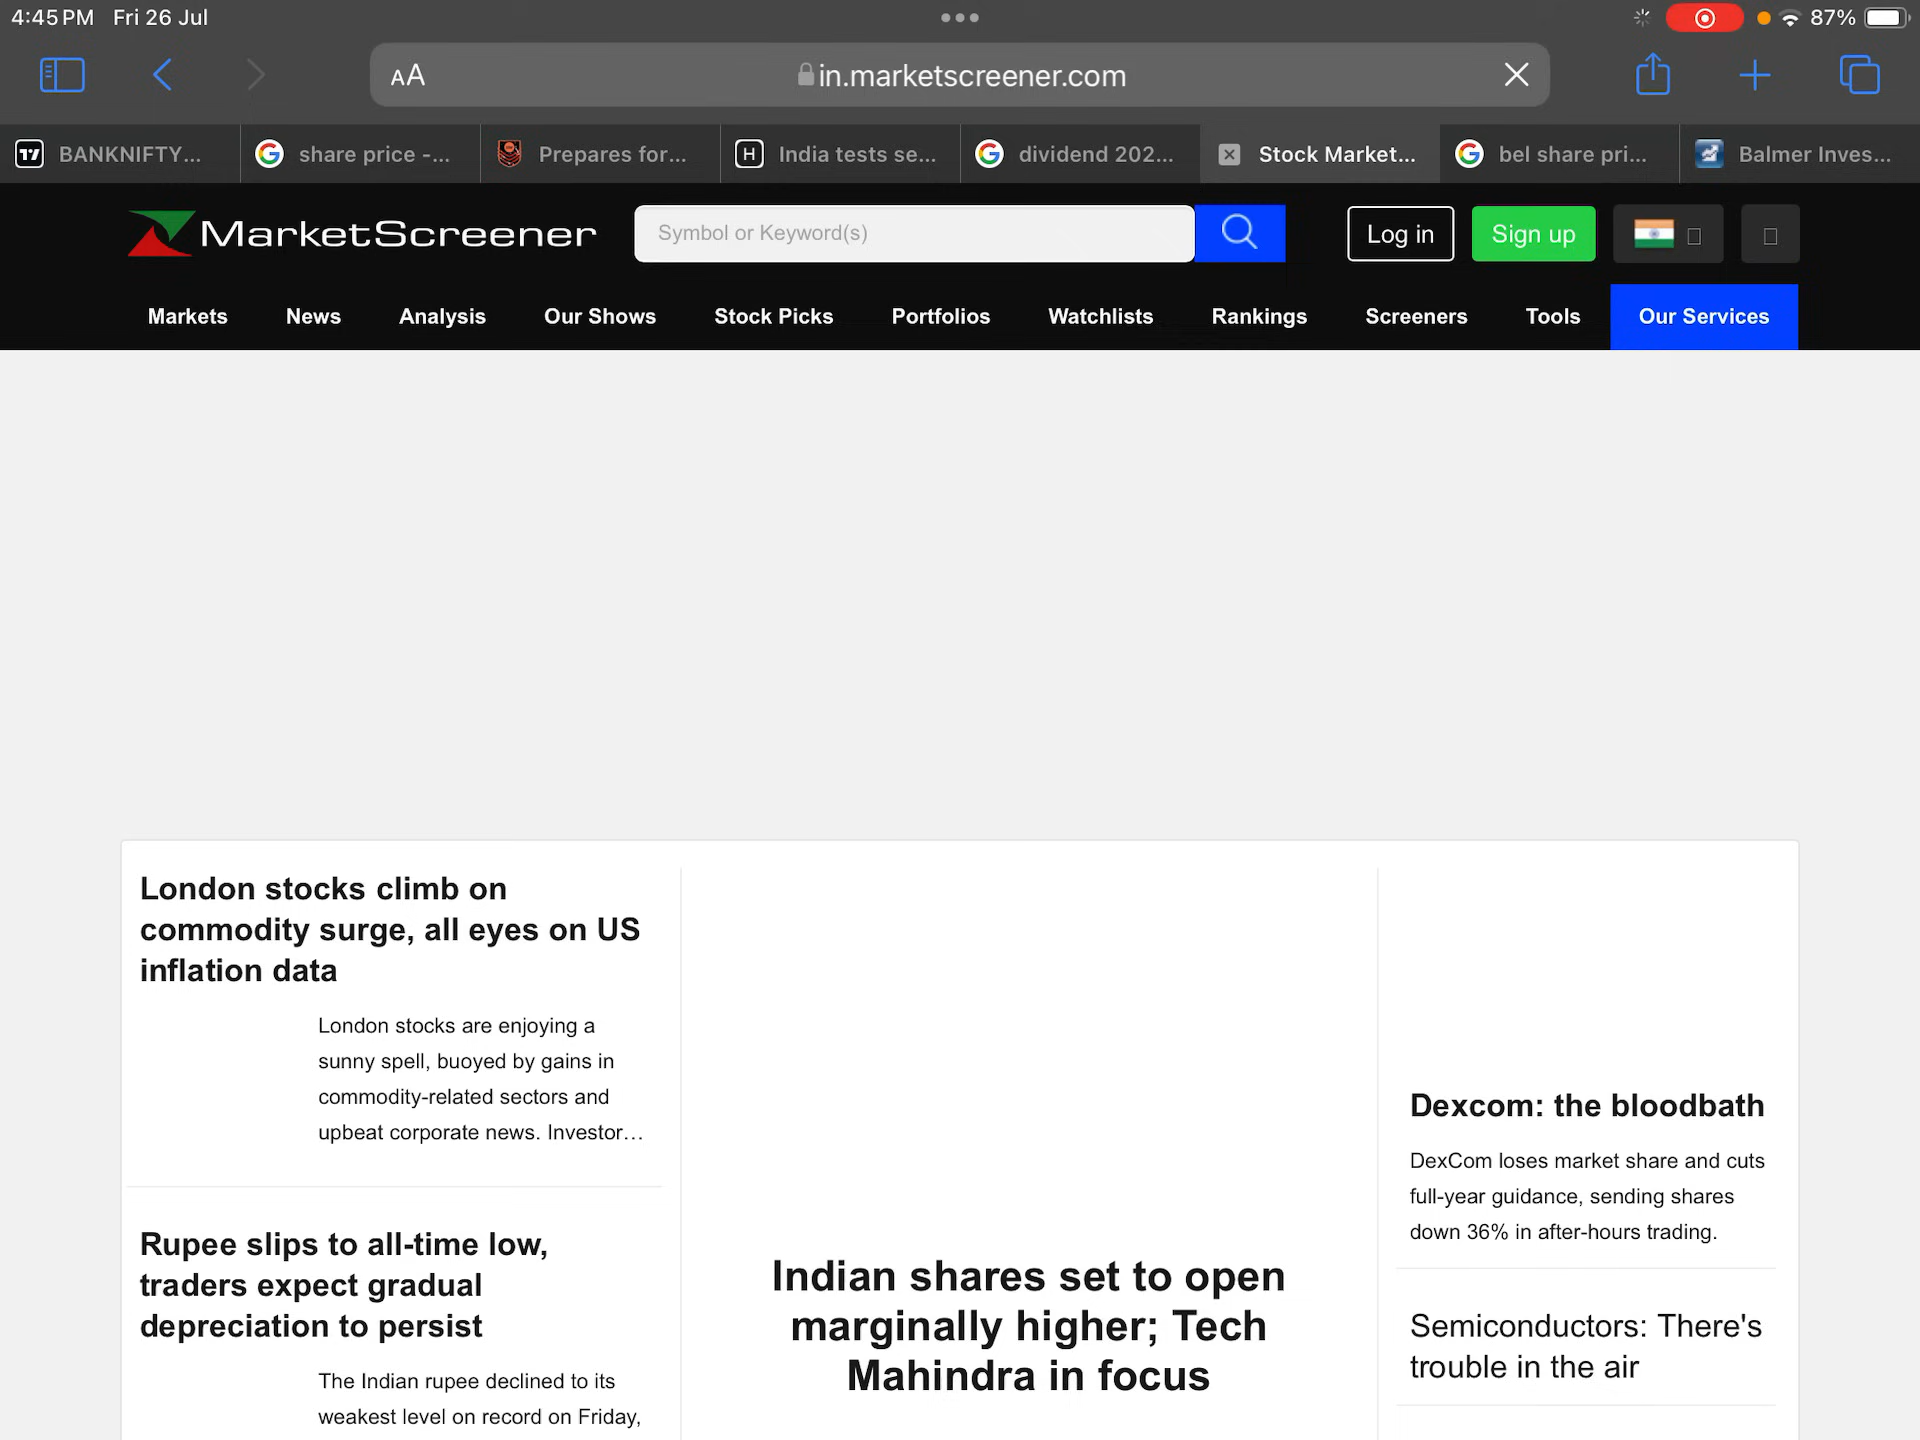 4:45 PM Fri 26 Jul
87%
AA
in.marketscreener.com
BANKNIFTY...
share price -...
Prepares for...
India tests se...
dividend 202...
Stock Market...
bel share pri...
Balmer Inves...
MarketScreener
Symbol or Keyword(s)
Log in
Sign up
Markets
News
Analysis
Our Shows
Stock Picks
Portfolios
Watchlists
Rankings
Screeners
Tools
Our Services
London stocks climb on
commodity surge, all eyes on US
inflation data
London stocks are enjoying a
sunny spell, buoyed by gains in
commodity-related sectors and
upbeat corporate news. Investor...
Rupee slips to all-time low,
traders expect gradual
depreciation to persist
The Indian rupee declined to its
weakest level on record on Friday,
Indian shares set to open
marginally higher; Tech
Mahindra in focus
Dexcom: the bloodbath
DexCom loses market share and cuts
full-year guidance, sending shares
down 36% in after-hours trading.
Semiconductors: There's
trouble in the air